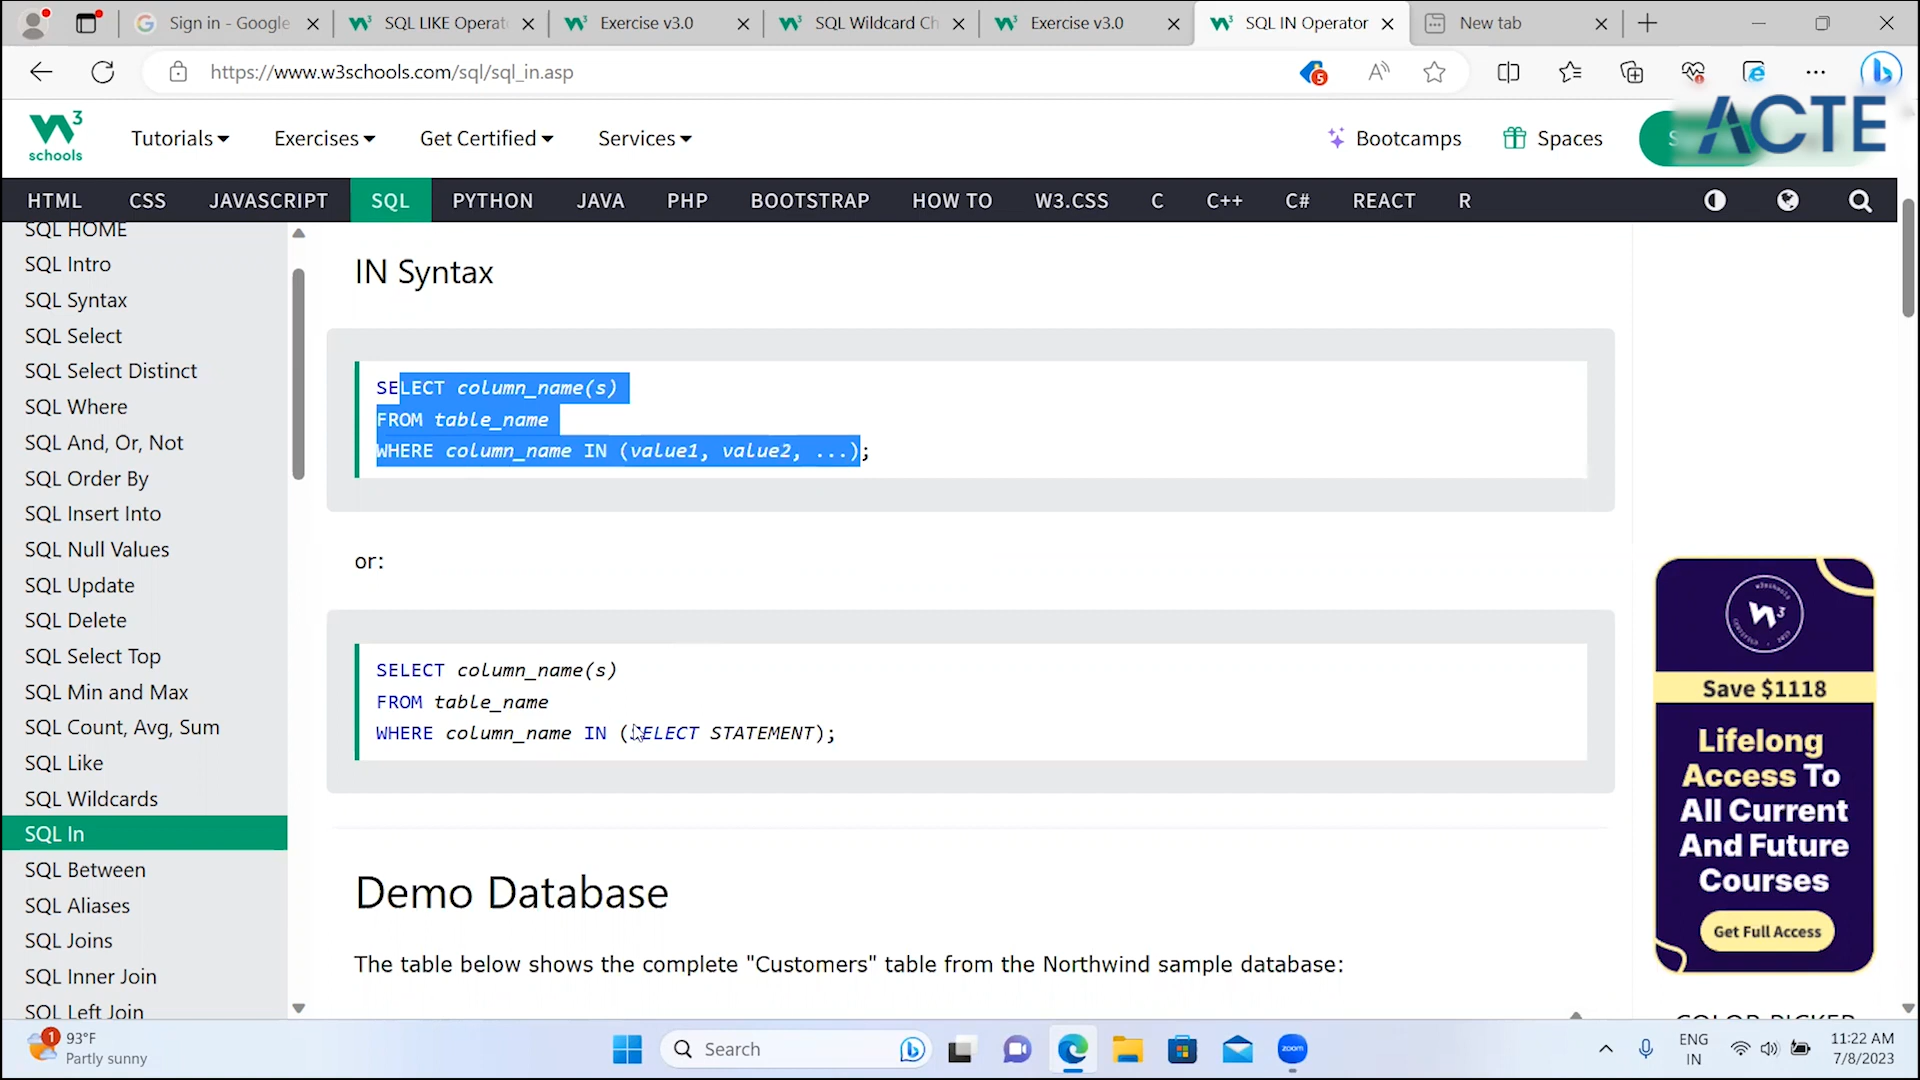 Sign in - Google
SQL LIKE Operat
Exercise v3.0
SQL Wildcard Ch
Exercise v3.0
SQL IN Operator
New tab
https://www.w3schools.com/sql/sql_in.asp
5
3
schools
Tutorials
Exercises
Get Certified
Services
Bootcamps
Spaces
ACTE
HTML CSS JAVASCRIPT SQL PYTHON JAVA PHP BOOTSTRAP HOW TO W3.CSS C C++ C# REACT R
SQL HOME
SQL Intro
SQL Syntax
SQL Select
SQL Select Distinct
SQL Where
SQL And, Or, Not
SQL Order By
SQL Insert Into
SQL Null Values
SQL Update
SQL Delete
SQL Select Top
SQL Min and Max
SQL Count, Avg, Sum
SQL Like
SQL Wildcards
SQL In
SQL Between
SQL Aliases
SQL Joins
SQL Inner Join
SQL Left Join
IN Syntax
SELECT column_name(s)
FROM table_name
WHERE column_name IN (value1, value2, ...);
or:
SELECT column_name(s)
FROM table_name
WHERE column_name IN (SELECT STATEMENT);
Demo Database
The table below shows the complete "Customers" table from the Northwind sample database:
Save $1118
Lifelong
Access To
All Current
And Future
Courses
Get Full Access
COLOR PICKER
1
93°F
Partly sunny
Search
zoom
ENG
IN
11:22 AM
7/8/2023